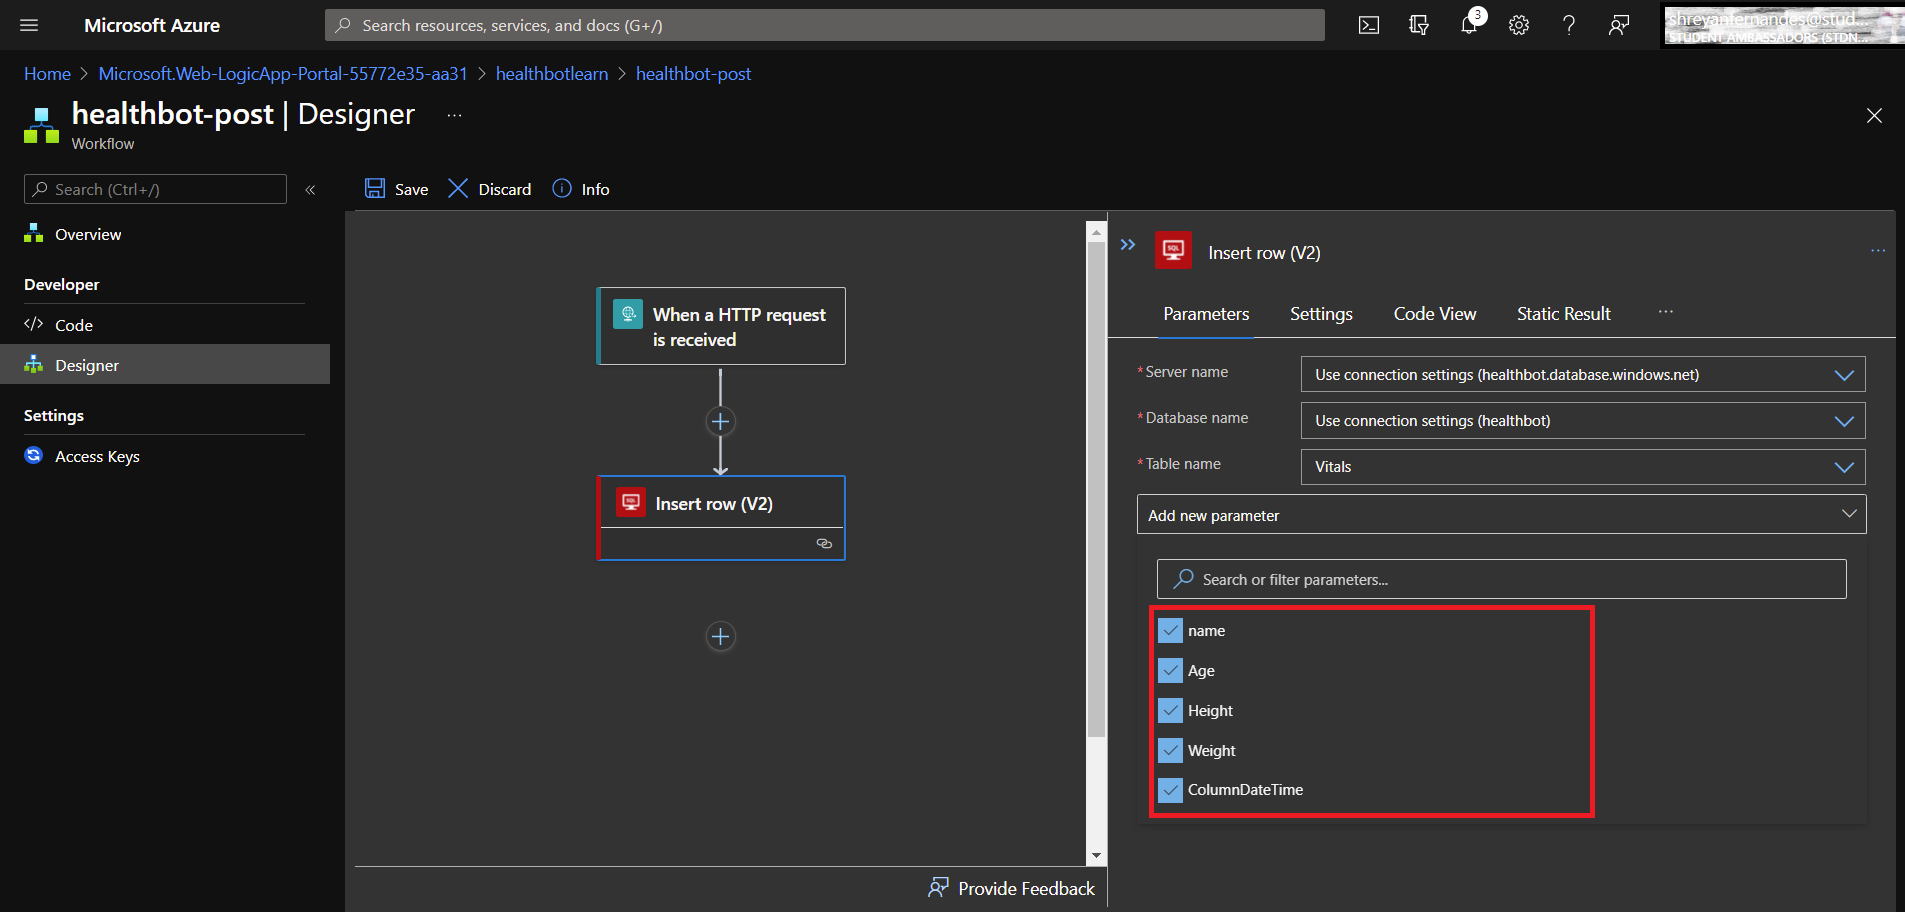 Microsoft Azure
Search resources, services, and docs (G+/)
3
STUDENT AMBASSADORS (STDN...
Home > Microsoft.Web-LogicApp-Portal-55772e35-aa31 > healthbotlearn > healthbot-post
healthbot-post | Designer ...
Workflow
Search (Ctrl+/)
«
Save
Discard
Info
Overview
Developer
Code
Designer
Settings
Access Keys
When a HTTP request
is received
Insert row (V2)
Provide Feedback
Insert row (V2)
...
Parameters
Settings
Code View
Static Result
...
*Server name
Use connection settings (healthbot.database.windows.net)
*Database name
Use connection settings (healthbot)
*Table name
Vitals
Add new parameter
Search or filter parameters...
name
Age
Height
Weight
ColumnDateTime